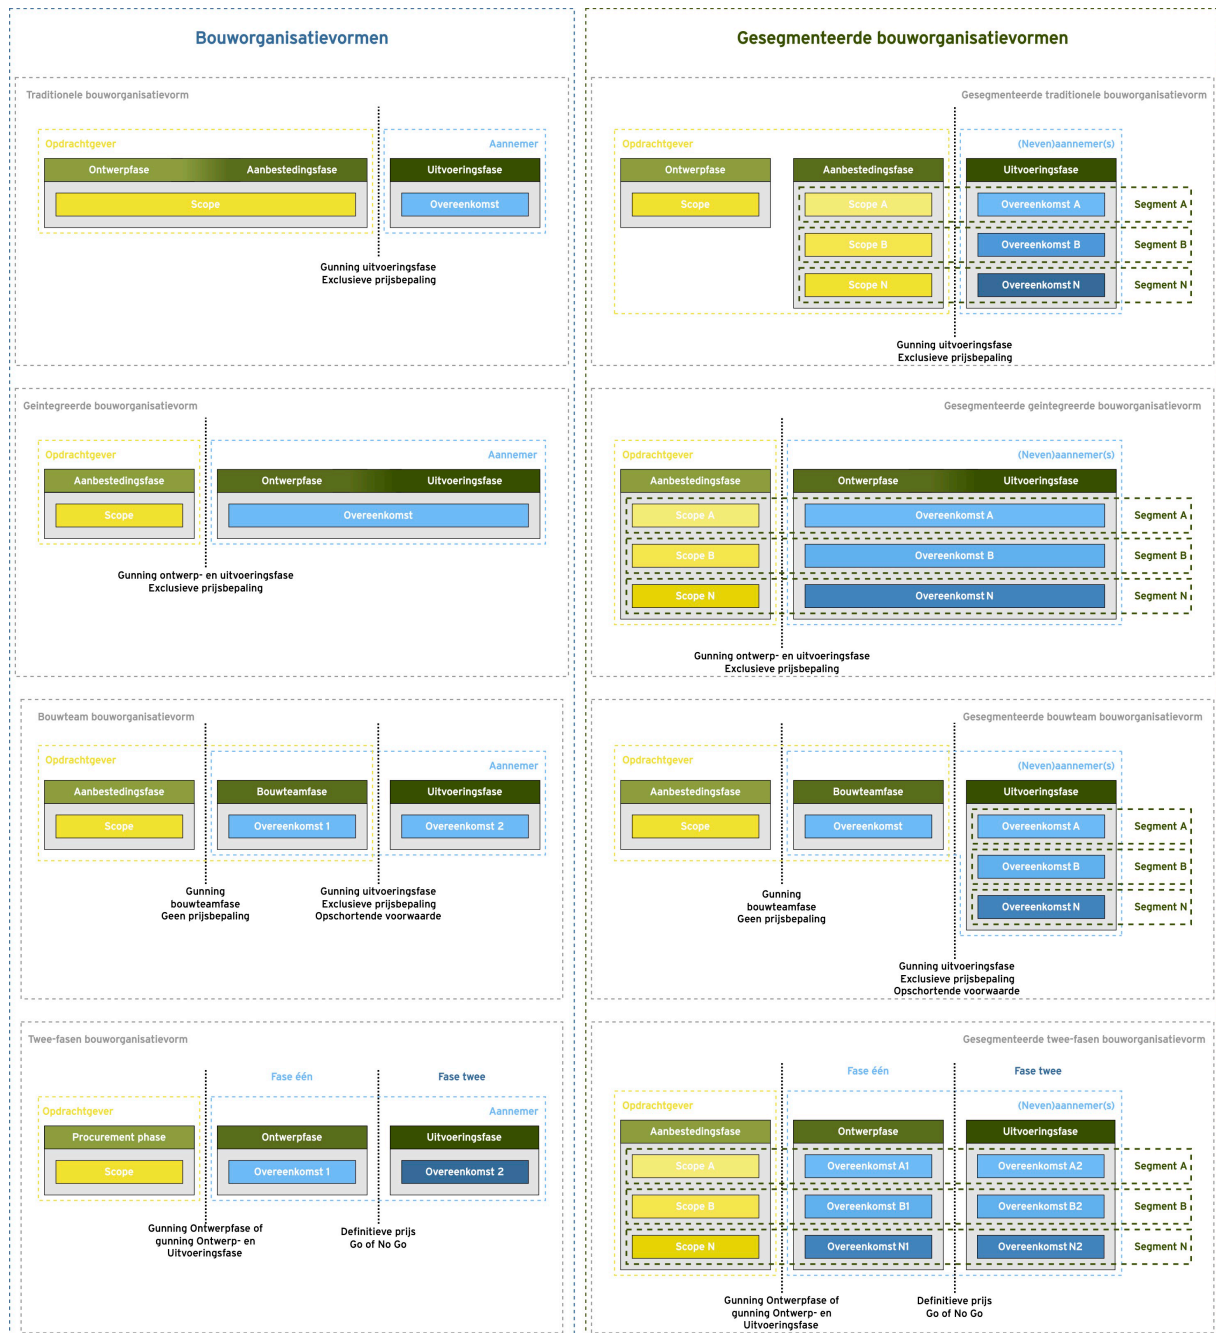 Bouworganisatievormen
Traditionele bouworganisatievorm
Opdrachtgever
Aannemer
Ontwerpfase
Aanbestedingsfase
Uitvoeringsfase
Scope
Overeenkomst
Gunning uitvoeringsfase
Exclusieve prijsbepaling
Geintegreerde bouworganisatievorm
Opdrachtgever
Aannemer
Aanbestedingsfase
Ontwerpfase
Uitvoeringsfase
Scope
Overeenkomst
Gunning ontwerp- en uitvoeringsfase
Exclusieve prijsbepaling
Bouwteam bouworganisatievorm
Opdrachtgever
Aannemer
Aanbestedingsfase
Bouwteamfase
Uitvoeringsfase
Scope
Overeenkomst 1
Overeenkomst 2
Gunning
bouwteamfase
Geen prijsbepaling
Gunning uitvoeringsfase
Exclusieve prijsbepaling
Opschortende voorwaarde
Twee-fasen bouworganisatievorm
Fase één
Fase twee
Opdrachtgever
Aannemer
Procurement phase
Ontwerpfase
Uitvoeringsfase
Scope
Overeenkomst 1
Overeenkomst 2
Gunning Ontwerpfase of
gunning Ontwerp- en
Uitvoeringsfase
Definitieve prijs
Go of No Go
Gesegmenteerde bouworganisatievormen
Gesegmenteerde traditionele bouworganisatievorm
Opdrachtgever
(Neven)aannemer(s)
Ontwerpfase
Aanbestedingsfase
Uitvoeringsfase
Scope
Scope A
Overeenkomst A
Segment A
Scope B
Overeenkomst B
Segment B
Scope N
Overeenkomst N
Segment N
Gunning uitvoeringsfase
Exclusieve prijsbepaling
Gesegmenteerde geintegreerde bouworganisatievorm
Opdrachtgever
(Neven)aannemer(s)
Aanbestedingsfase
Ontwerpfase
Uitvoeringsfase
Scope A
Overeenkomst A
Segment A
Scope B
Overeenkomst B
Segment B
Scope N
Overeenkomst N
Segment N
Gunning ontwerp- en uitvoeringsfase
Exclusieve prijsbepaling
Gesegmenteerde bouwteam bouworganisatievorm
Opdrachtgever
(Neven)aannemer(s)
Aanbestedingsfase
Bouwteamfase
Uitvoeringsfase
Scope
Overeenkomst
Overeenkomst A
Segment A
Overeenkomst B
Segment B
Overeenkomst N
Segment N
Gunning
bouwteamfase
Geen prijsbepaling
Gunning uitvoeringsfase
Exclusieve prijsbepaling
Opschortende voorwaarde
Gesegmenteerde twee-fasen bouworganisatievorm
Fase één
Fase twee
Opdrachtgever
(Neven)aannemer(s)
Aanbestedingsfase
Ontwerpfase
Uitvoeringsfase
Scope A
Overeenkomst A1
Overeenkomst A2
Segment A
Scope B
Overeenkomst B1
Overeenkomst B2
Segment B
Scope N
Overeenkomst N1
Overeenkomst N2
Segment N
Gunning Ontwerpfase of
gunning Ontwerp- en
Uitvoeringsfase
Definitieve prijs
Go of No Go